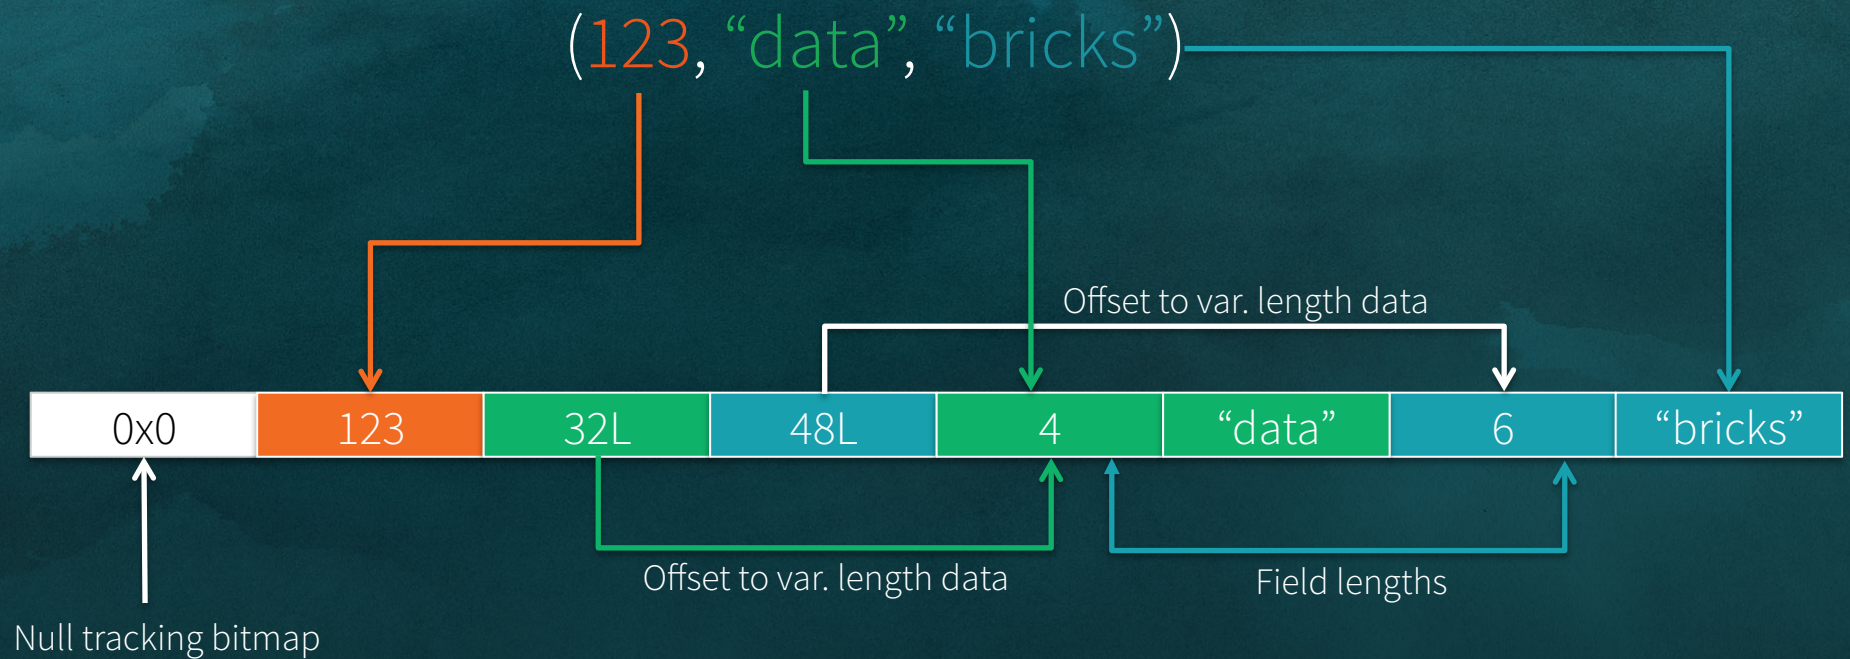 (123, “data”, “bricks”)
Offset to var. length data
0x0 123 32L 48L 4 “data” 6 “bricks”
Offset to var. length data
Field lengths
Null tracking bitmap